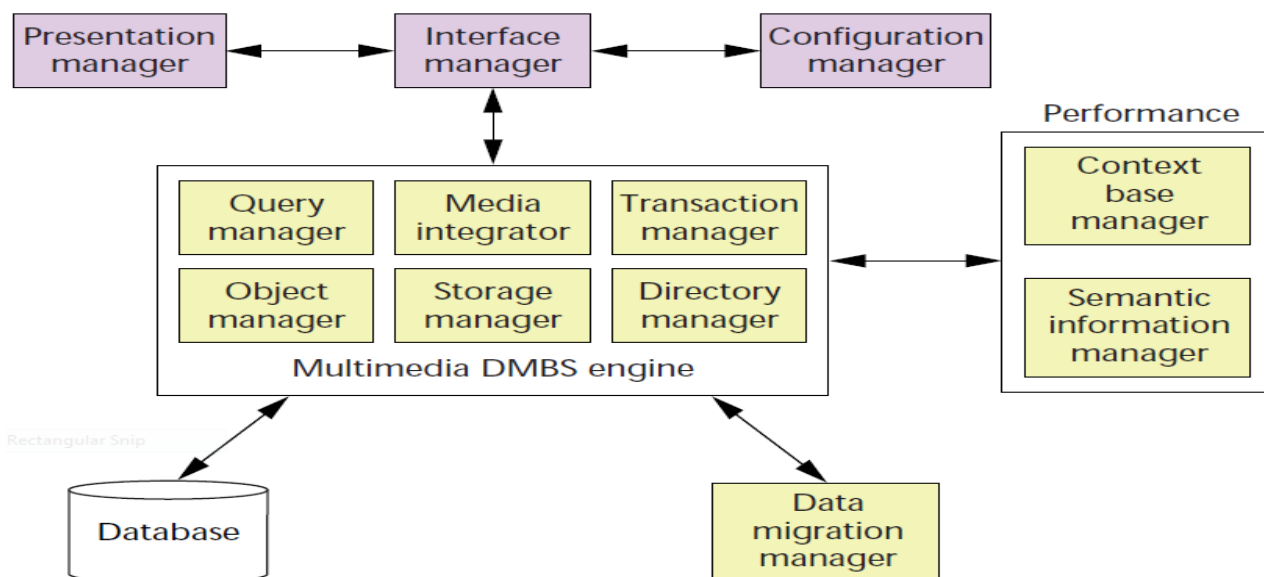 Presentation
manager
Interface
manager
Configuration
manager
Performance
Context
base
manager
Query
manager
Media
integrator
Transaction
manager
Object
manager
Storage
manager
Directory
manager
Semantic
information
manager
Multimedia DMBS engine
Rectangular Snip
Database
Data
migration
manager